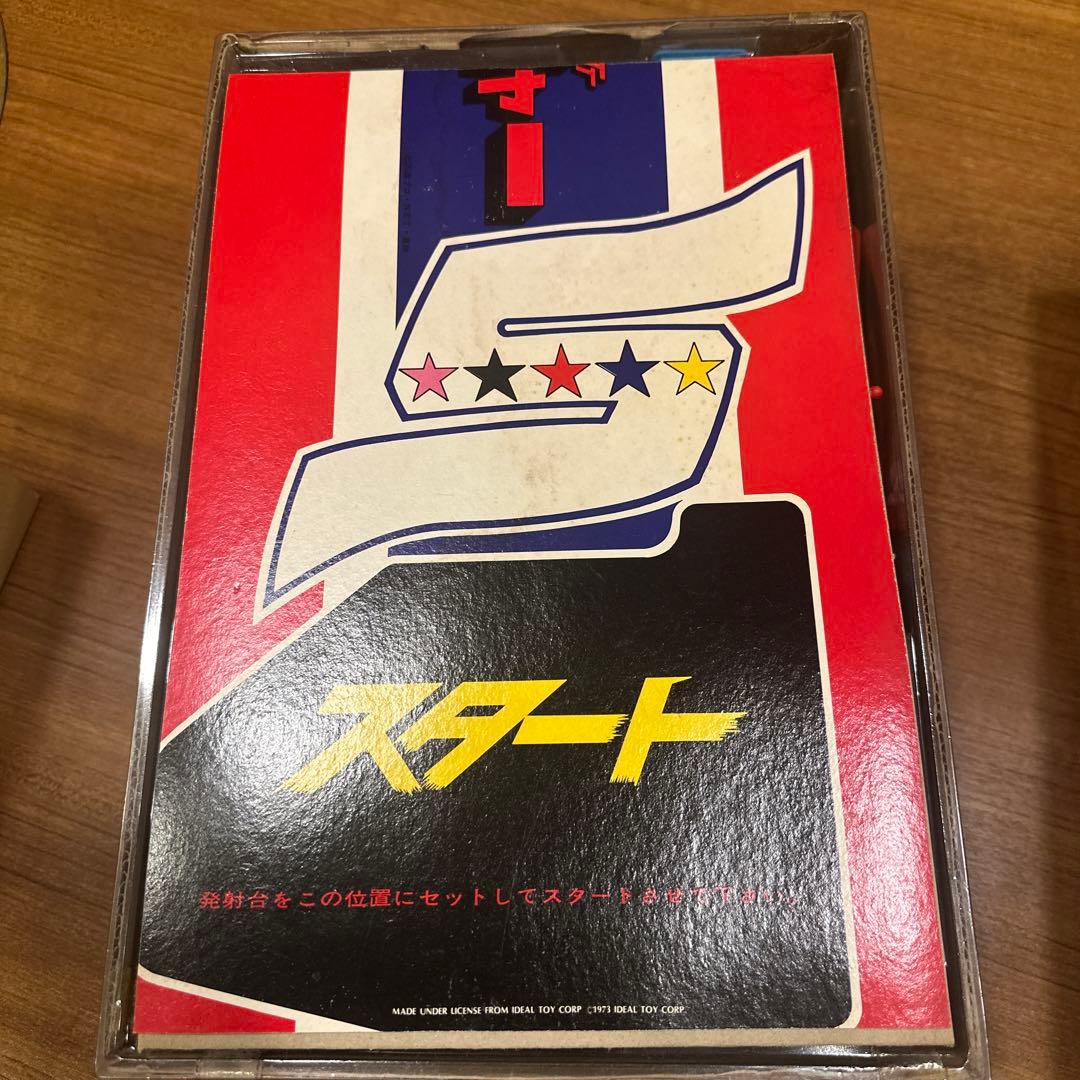 ざー
スタート
発射台をこの位置にセットしてスタートさせて下さい。
MADE UNDER LICENSE FROM IDEAL TOY CORP ©1973 IDEAL TOY CORP.